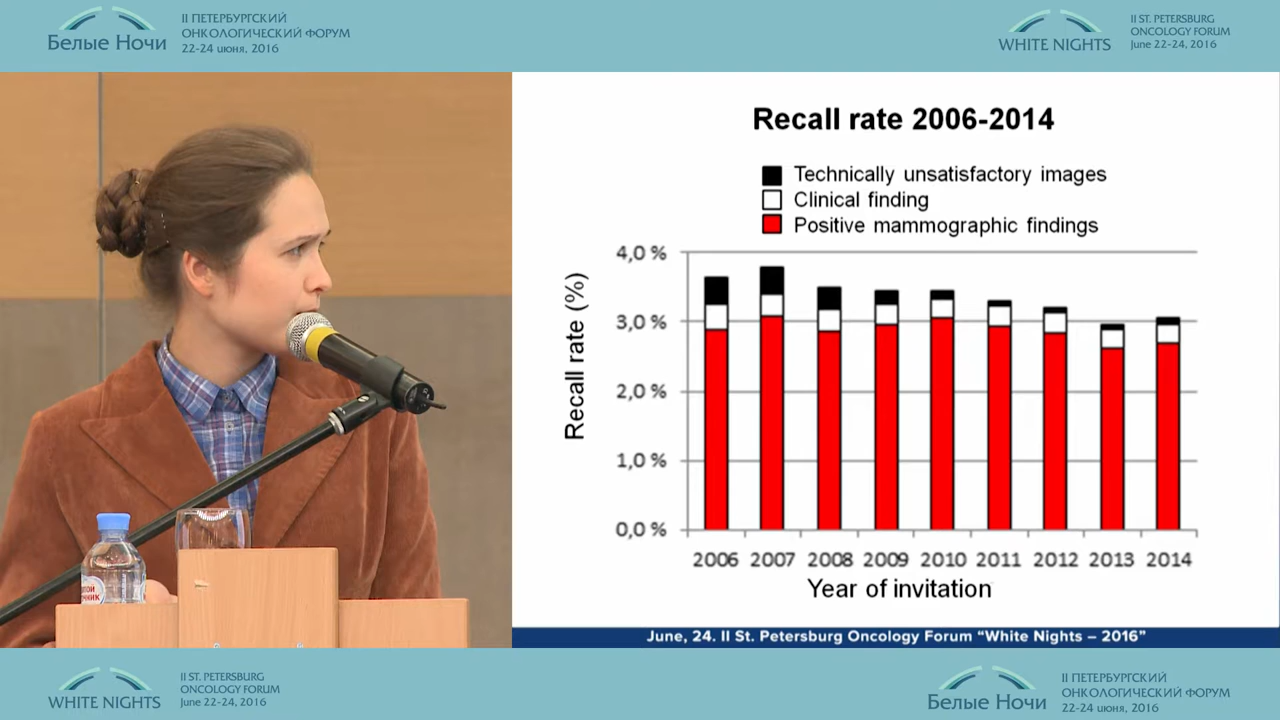 Белые Ночи
II ПЕТЕРБУРГСКИЙ
ОНКОЛОГИЧЕСКИЙ ФОРУМ
22-24 июня, 2016
WHITE NIGHTS
II ST. PETERSBURG
ONCOLOGY FORUM
June 22-24, 2016
Recall rate 2006-2014
Technically unsatisfactory images
Clinical finding
Positive mammographic findings
Recall rate (%)
4,0 %
3,0 %
2,0 %
1,0 %
0,0 %
2006 2007 2008 2009 2010 2011 2012 2013 2014
Year of invitation
June, 24. II St. Petersburg Oncology Forum “White Nights – 2016”
WHITE NIGHTS
II ST. PETERSBURG
ONCOLOGY FORUM
June 22-24, 2016
Белые Ночи
II ПЕТЕРБУРГСКИЙ
ОНКОЛОГИЧЕСКИЙ ФОРУМ
22-24 июня, 2016